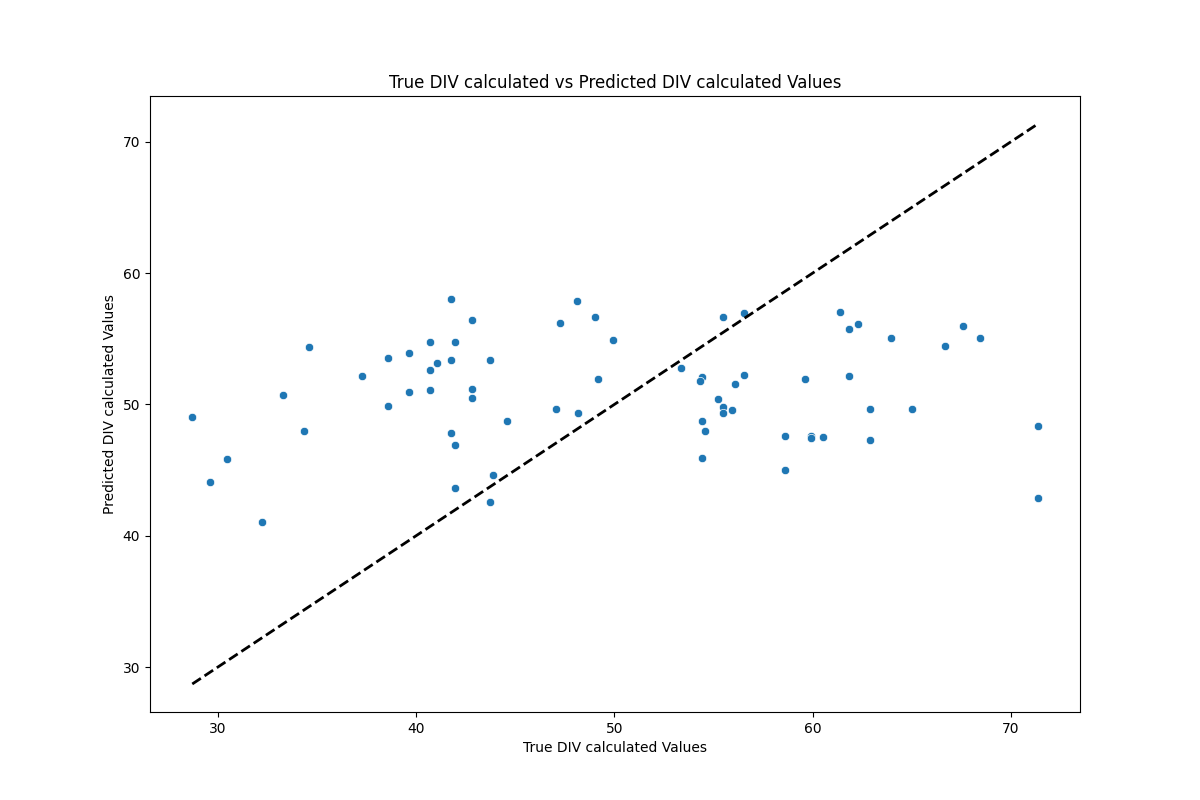 True DIV calculated vs Predicted DIV calculated Values
70
60
50
40
30
Predicted DIV calculated Values
30 40 50 60 70
True DIV calculated Values